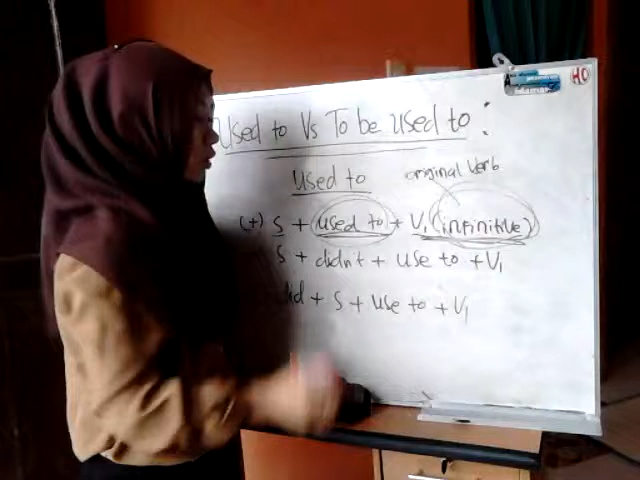 Used to Vs To be used to :
Used to
original Verb
(+) S + used to + V1 (infinitive)
S + didn't + use to + V1
did + S + use to + V1
HO